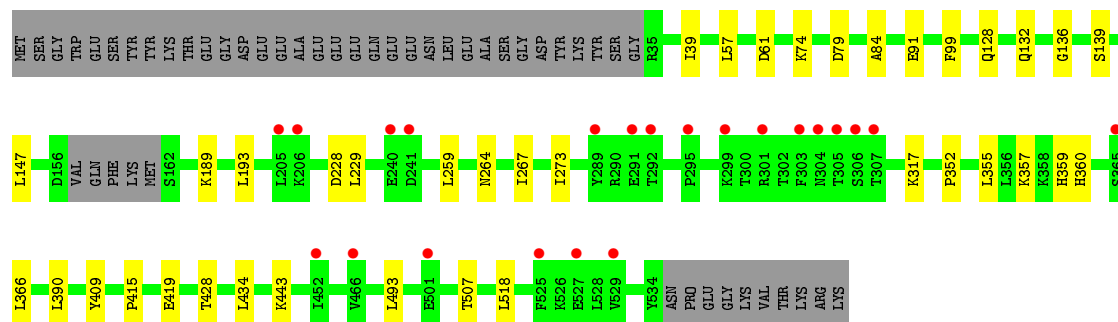 MET SER GLY TRP GLU SER TYR TYR LYS THR GLU GLY ASP GLU GLU ALA GLU GLU GLU GLN GLU GLU ASN LEU GLU ALA SER GLY ASP TYR LYS TYR SER GLY R35 I39 L57 D61 K74 D79 A84 E91 F99 Q128 Q132 G136 S139
L147 D156 VAL GLN PHE LYS MET S162 K189 L193 L205 K206 D228 L229 E240 D241 L259 N264 I267 I273 Y289 R290 E291 T292 P295 K299 T300 R301 T302 F303 N304 T305 S306 T307 K317 P352 L355 L356 K357 K358 H359 H360 S365
L366 L390 Y409 P415 E419 T428 L434 K443 I452 V466 L493 E501 T507 L518 F525 K526 E527 L528 V529 Y534 ASN PRO GLU GLY LYS VAL THR LYS ARG LYS